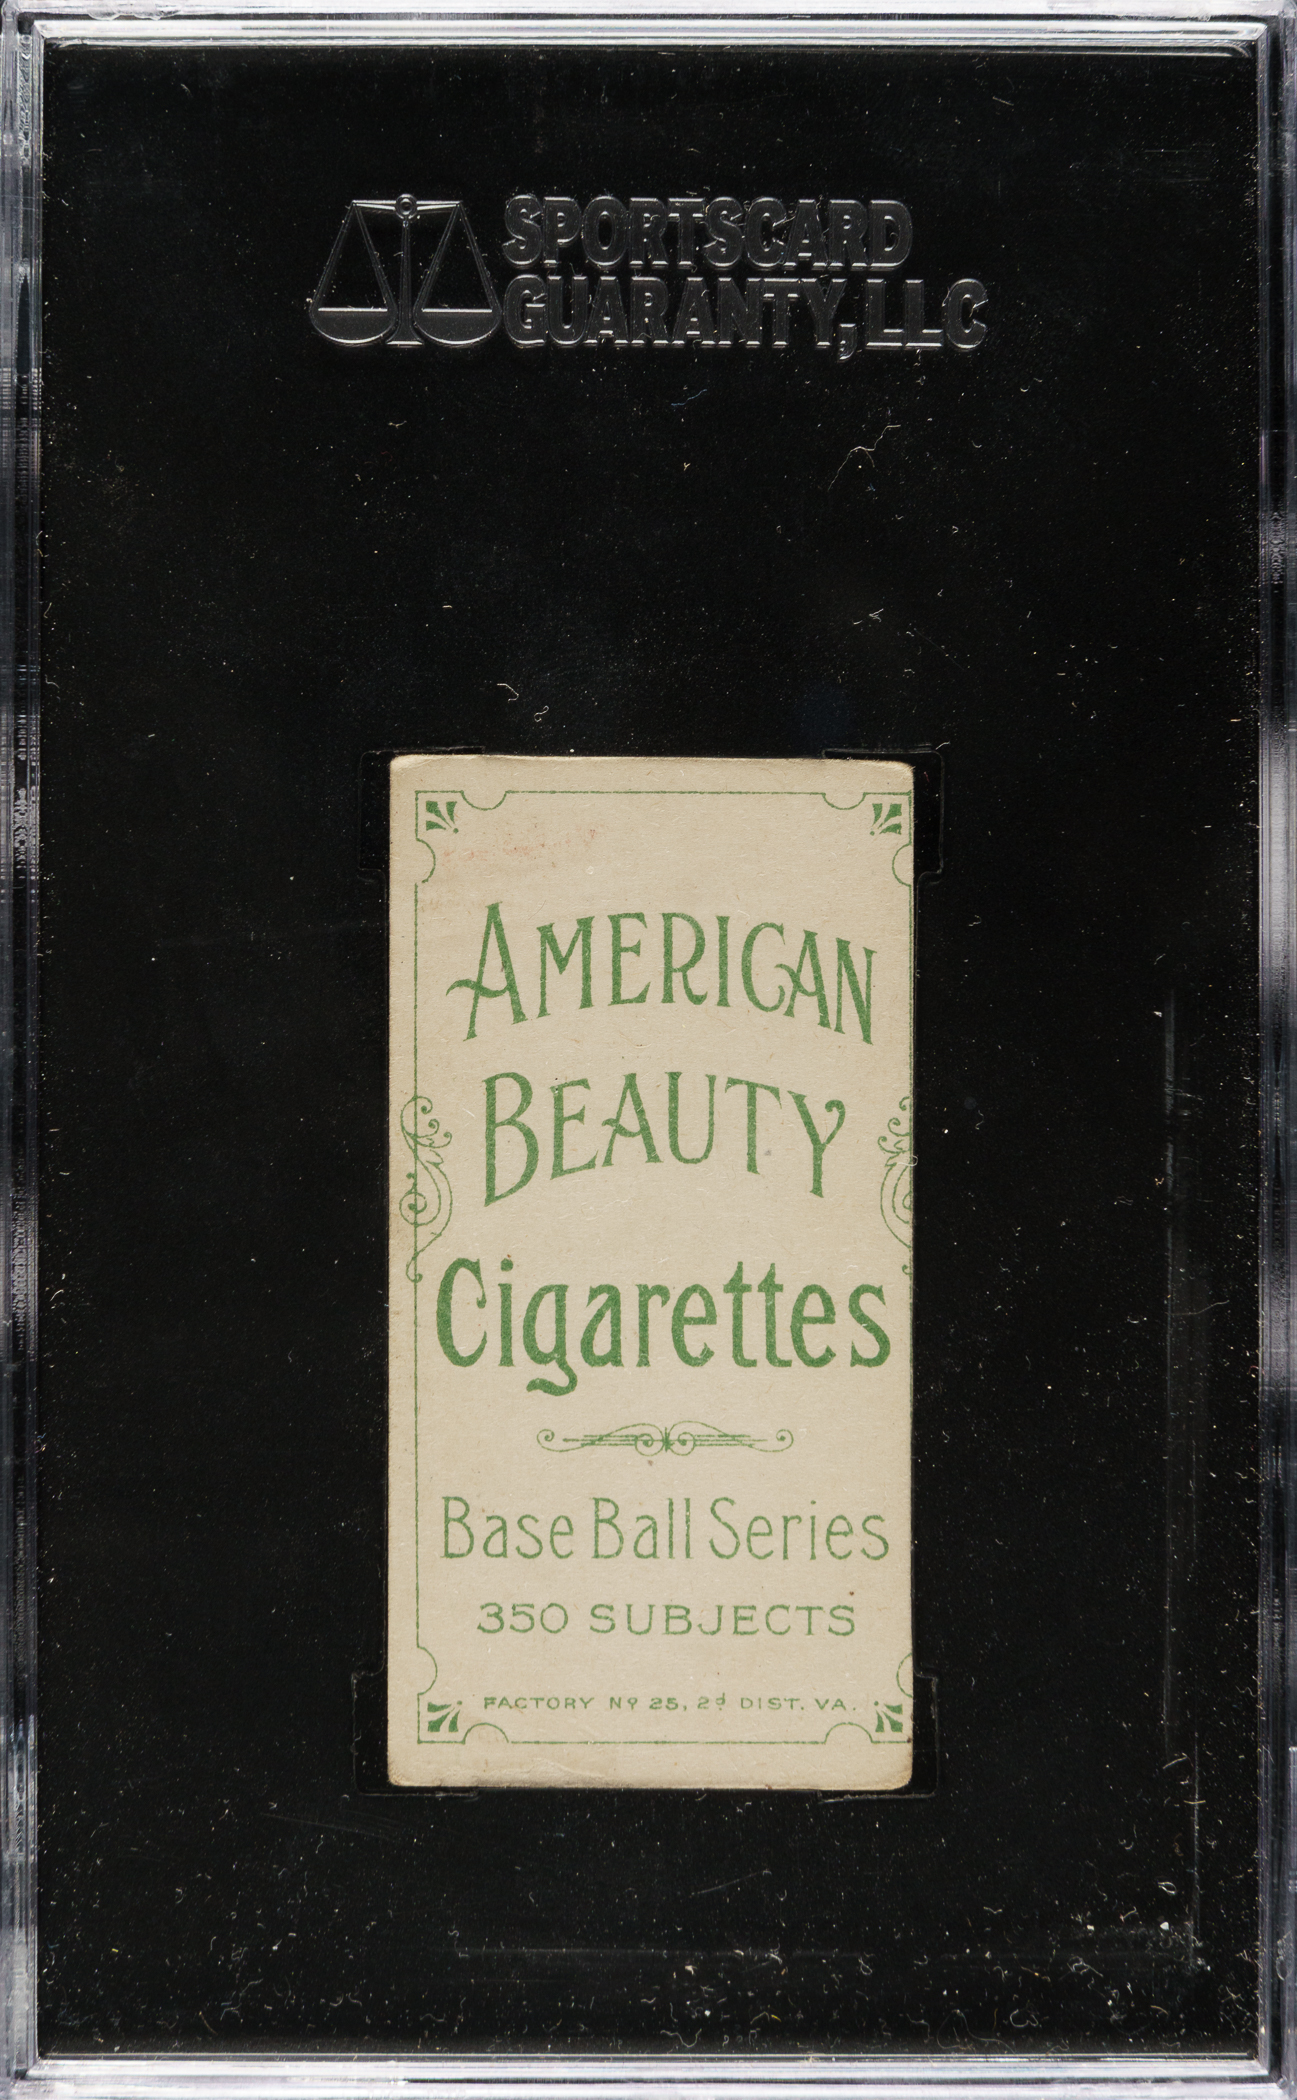 SPORTSCARD
GUARANTY, LLC
AMERICAN
BEAUTY
Cigarettes
Base Ball Series
350 SUBJECTS
FACTORY Nº 25, 2d DIST. VA.